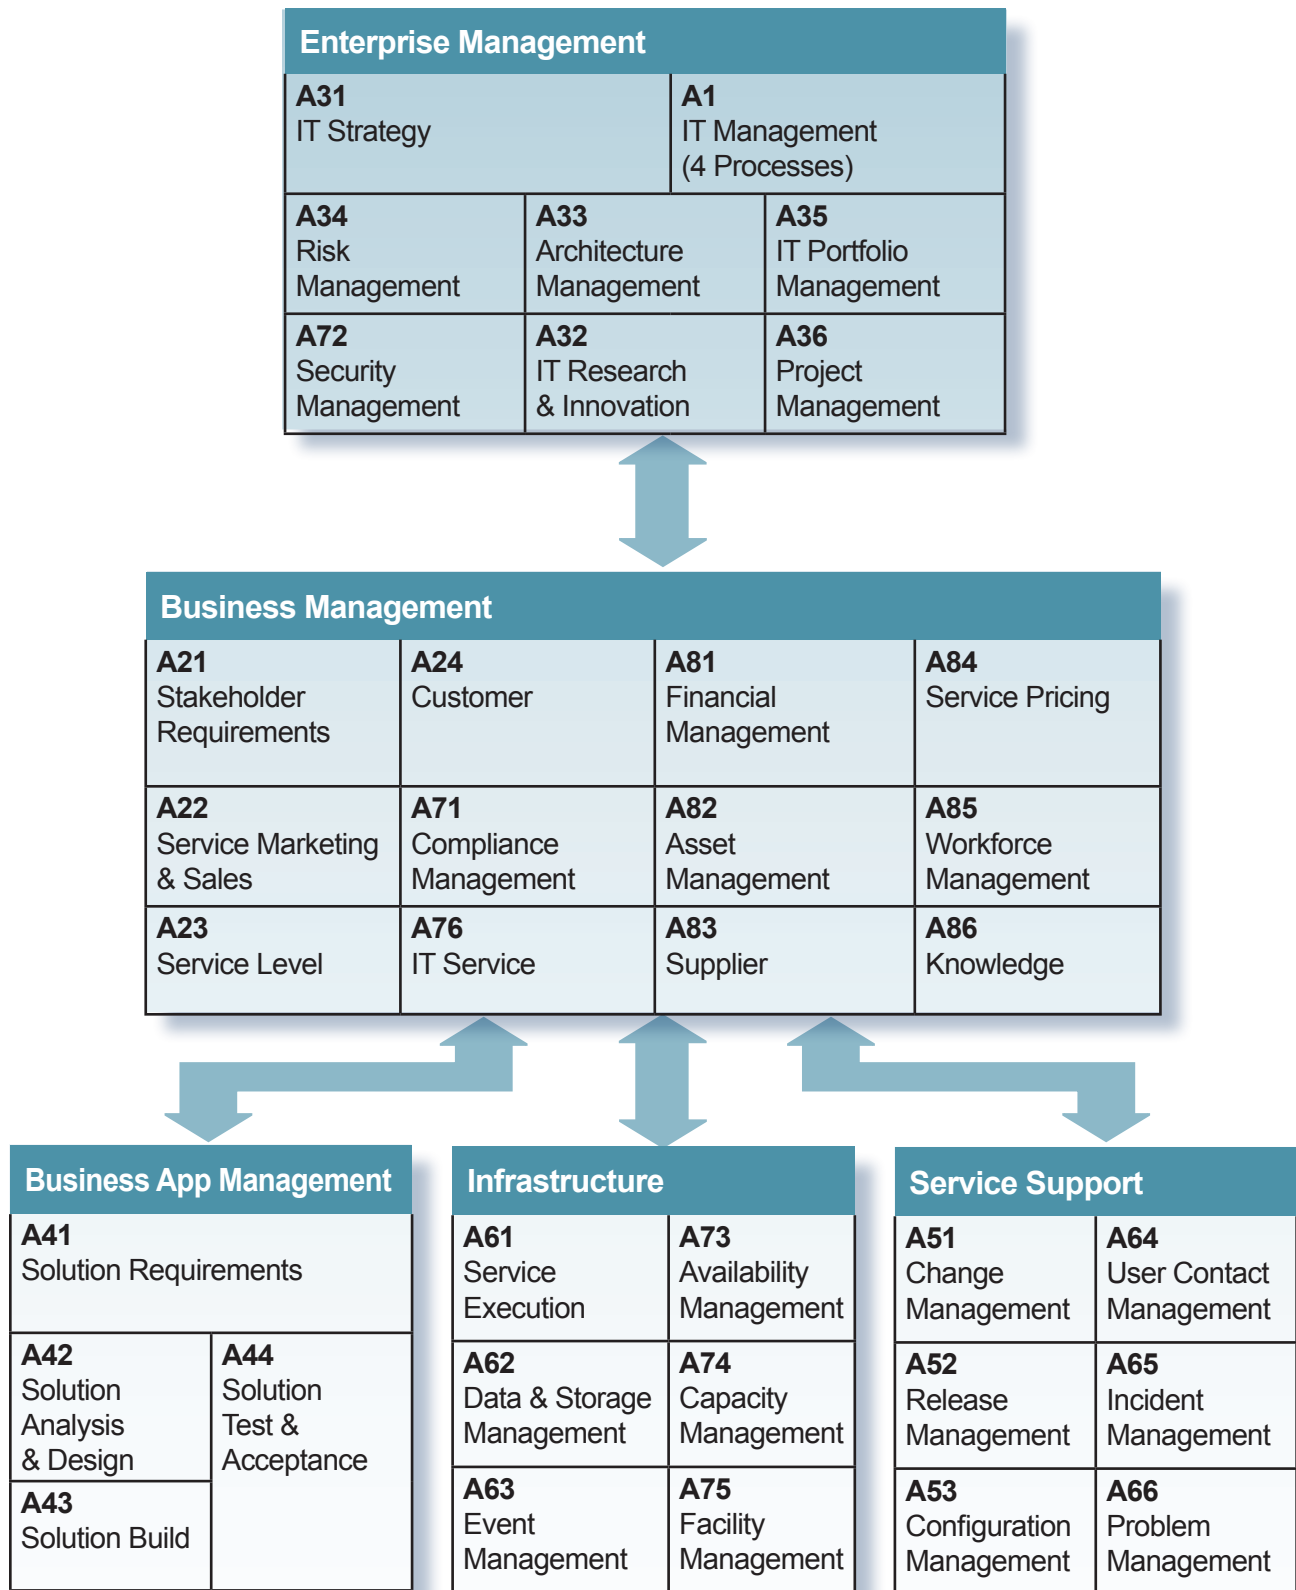 Enterprise Management
A31
IT Strategy
A1
IT Management
(4 Processes)
A34
Risk
Management
A33
Architecture
Management
A35
IT Portfolio
Management
A72
Security
Management
A32
IT Research
& Innovation
A36
Project
Management
Business Management
A21
Stakeholder
Requirements
A24
Customer
A81
Financial
Management
A84
Service Pricing
A22
Service Marketing
& Sales
A71
Compliance
Management
A82
Asset
Management
A85
Workforce
Management
A23
Service Level
A76
IT Service
A83
Supplier
A86
Knowledge
Business App Management
A41
Solution Requirements
A42
Solution
Analysis
& Design
A44
Solution
Test &
Acceptance
A43
Solution Build
Infrastructure
A61
Service
Execution
A73
Availability
Management
A62
Data & Storage
Management
A74
Capacity
Management
A63
Event
Management
A75
Facility
Management
Service Support
A51
Change
Management
A64
User Contact
Management
A52
Release
Management
A65
Incident
Management
A53
Configuration
Management
A66
Problem
Management